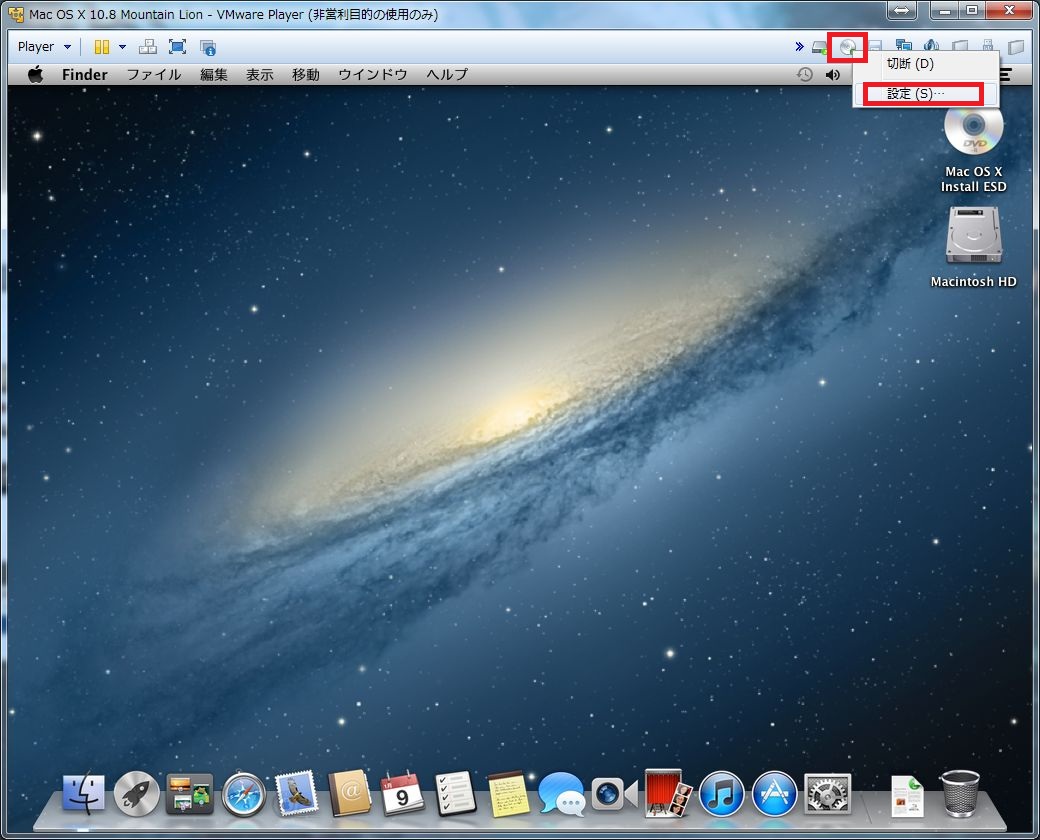 Mac OS X 10.8 Mountain Lion - VMware Player (非営利目的の使用のみ)
Player
切断 (D)
設定 (S)…
Finder ファイル 編集 表示 移動 ウインドウ ヘルプ
DVD
Mac OS X
Install ESD
Macintosh HD
9